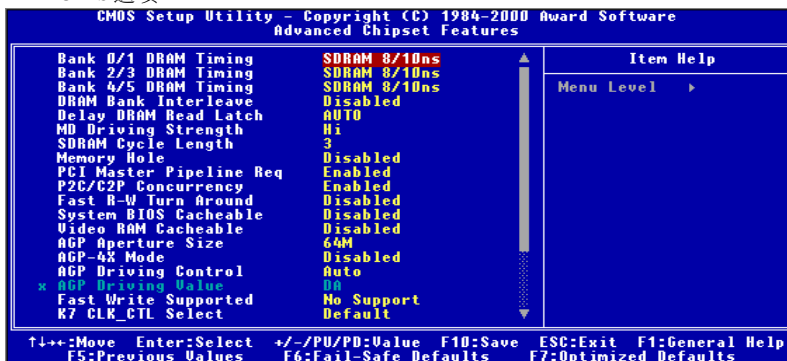 CMOS Setup Utility – Copyright (C) 1984-2000 Award Software
Advanced Chipset Features
Bank 0/1 DRAM Timing SDRAM 8/10ns
Bank 2/3 DRAM Timing SDRAM 8/10ns
Bank 4/5 DRAM Timing SDRAM 8/10ns
DRAM Bank Interleave Disabled
Delay DRAM Read Latch AUTO
MD Driving Strength Hi
SDRAM Cycle Length 3
Memory Hole Disabled
PCI Master Pipeline Req Enabled
P2C/C2P Concurrency Enabled
Fast R-W Turn Around Disabled
System BIOS Cacheable Disabled
Video RAM Cacheable Disabled
AGP Aperture Size 64M
AGP-4X Mode Disabled
AGP Driving Control Auto
x AGP Driving Value DA
Fast Write Supported No Support
K7 CLK_CTL Select Default
Item Help
Menu Level ▸
↑↓→←:Move Enter:Select +/-/PU/PD:Value F10:Save ESC:Exit F1:General Help
F5:Previous Values F6:Fail-Safe Defaults F7:Optimized Defaults